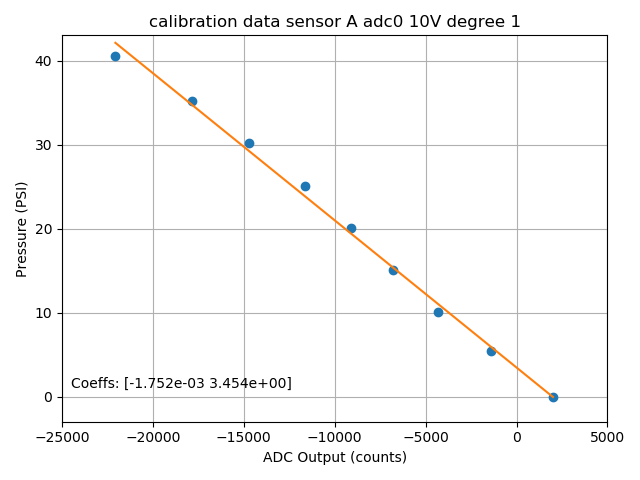 calibration data sensor A adc0 10V degree 1
40
30
20
10
0
Pressure (PSI)
Coeffs: [-1.752e-03 3.454e+00]
−25000 −20000 −15000 −10000 −5000 0 5000
ADC Output (counts)